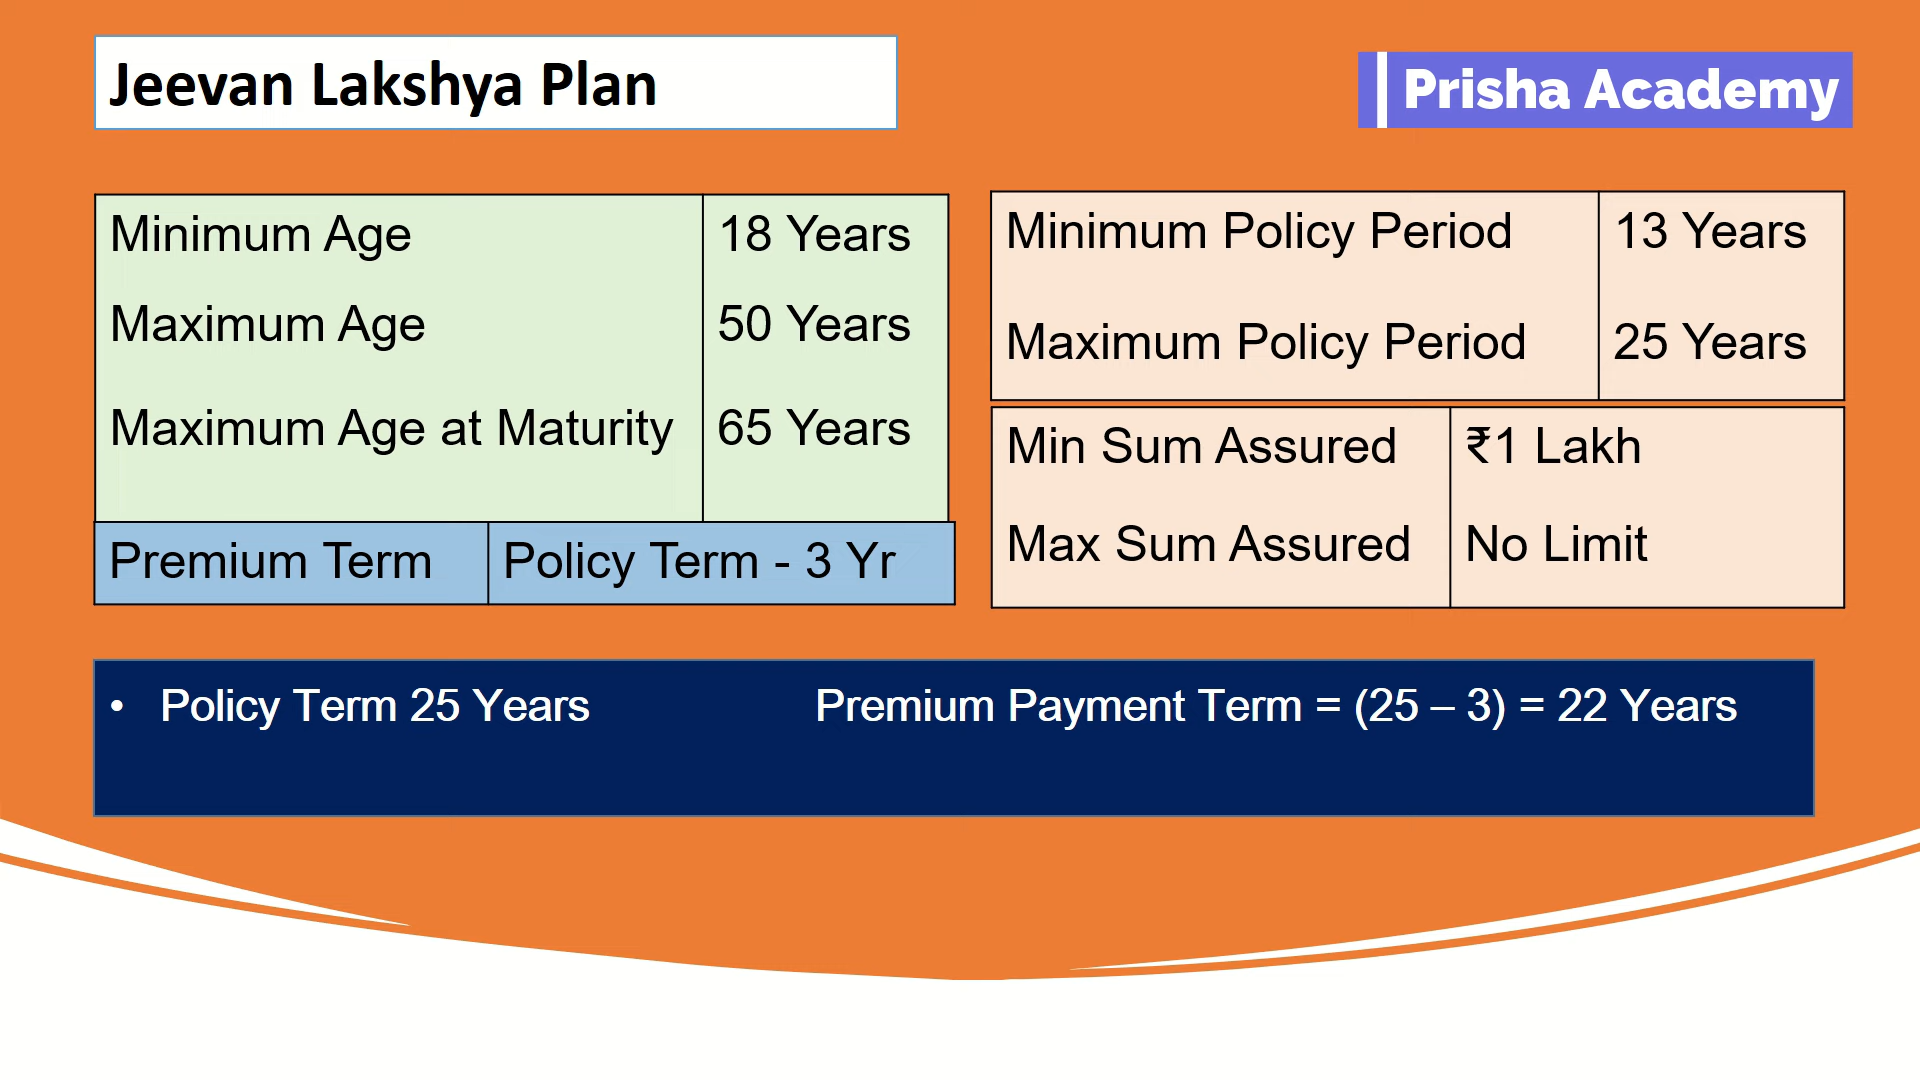 Jeevan Lakshya Plan
Prisha Academy
Minimum Age 18 Years
Maximum Age 50 Years
Maximum Age at Maturity 65 Years
Premium Term Policy Term - 3 Yr
Minimum Policy Period 13 Years
Maximum Policy Period 25 Years
Min Sum Assured ₹1 Lakh
Max Sum Assured No Limit
• Policy Term 25 Years Premium Payment Term = (25 – 3) = 22 Years